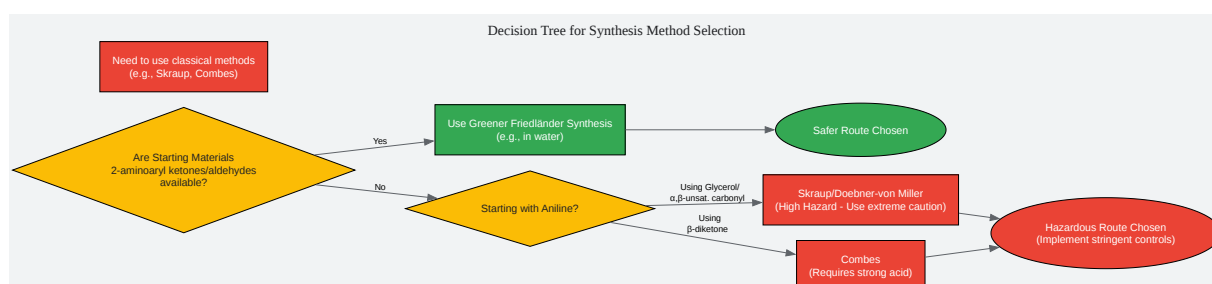 Decision Tree for Synthesis Method Selection
Need to use classical methods
(e.g., Skraup, Combes)
Are Starting Materials
2-aminoaryl ketones/aldehydes
available?
Yes
Use Greener Friedländer Synthesis
(e.g., in water)
Safer Route Chosen
No
Starting with Aniline?
Using Glycerol/
α,β-unsat. carbonyl
Skraup/Doebner-von Miller
(High Hazard - Use extreme caution)
Using
β-diketone
Combes
(Requires strong acid)
Hazardous Route Chosen
(Implement stringent controls)